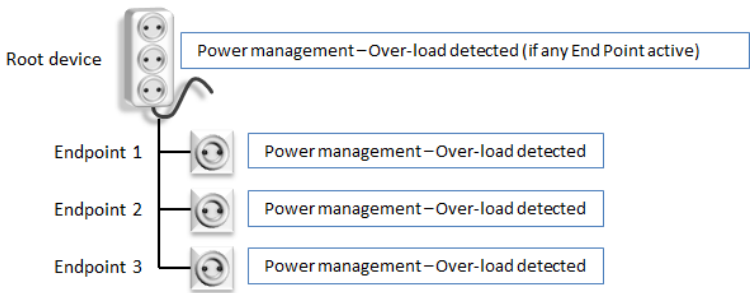 Root device
Power management – Over-load detected (if any End Point active)
Endpoint 1
Power management – Over-load detected
Endpoint 2
Power management – Over-load detected
Endpoint 3
Power management – Over-load detected